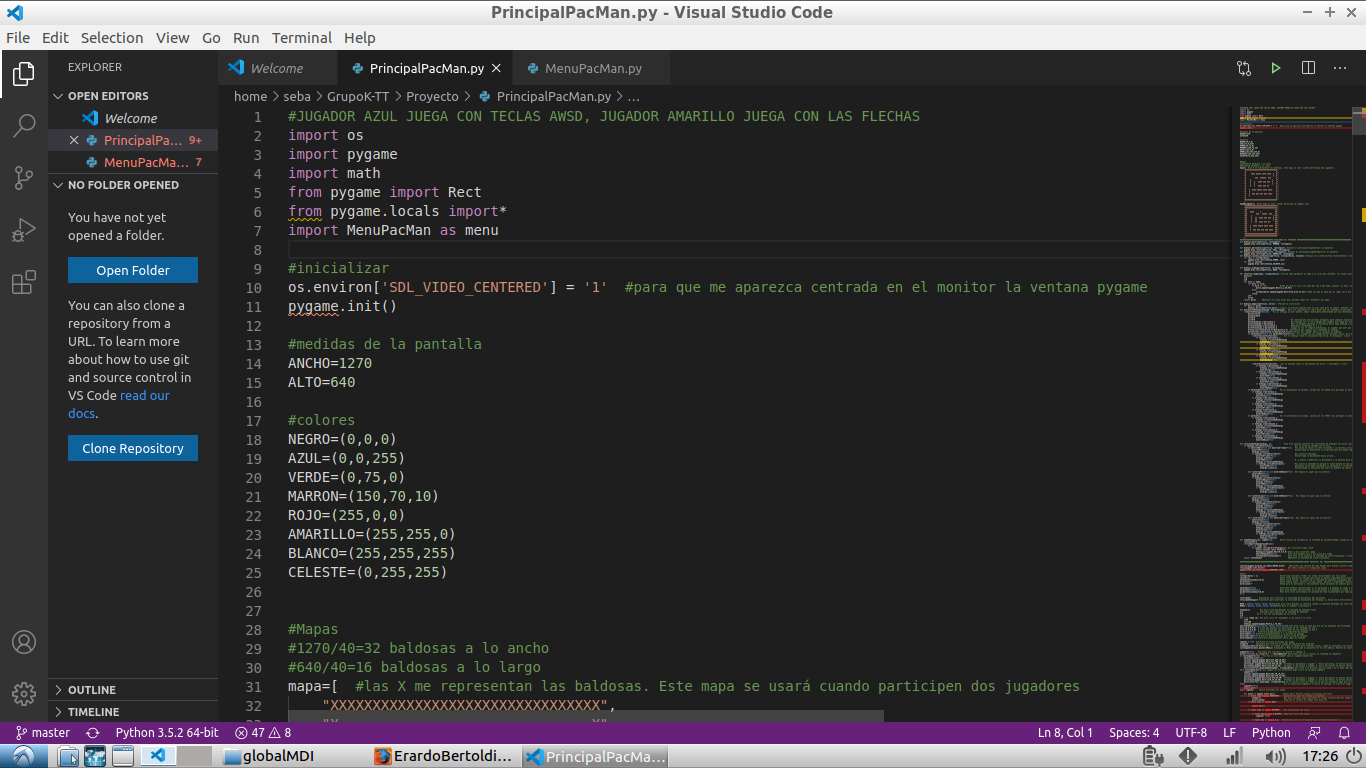 PrincipalPacMan.py - Visual Studio Code
File Edit Selection View Go Run Terminal Help
EXPLORER
OPEN EDITORS
Welcome
PrincipalPa... 9+
MenuPacMa... 7
NO FOLDER OPENED
You have not yet
opened a folder.
Open Folder
You can also clone a
repository from a
URL. To learn more
about how to use git
and source control in
VS Code read our
docs.
Clone Repository
OUTLINE
TIMELINE
Welcome PrincipalPacMan.py MenuPacMan.py
home > seba > GrupoK-TT > Proyecto > PrincipalPacMan.py > ...
1 #JUGADOR AZUL JUEGA CON TECLAS AWSD, JUGADOR AMARILLO JUEGA CON LAS FLECHAS
2 import os
3 import pygame
4 import math
5 from pygame import Rect
6 from pygame.locals import*
7 import MenuPacMan as menu
8
9 #inicializar
10 os.environ['SDL_VIDEO_CENTERED'] = '1'  #para que me aparezca centrada en el monitor la ventana pygame
11 pygame.init()
12
13 #medidas de la pantalla
14 ANCHO=1270
15 ALTO=640
16
17 #colores
18 NEGRO=(0,0,0)
19 AZUL=(0,0,255)
20 VERDE=(0,75,0)
21 MARRON=(150,70,10)
22 ROJO=(255,0,0)
23 AMARILLO=(255,255,0)
24 BLANCO=(255,255,255)
25 CELESTE=(0,255,255)
26
27
28 #Mapas
29 #1270/40=32 baldosas a lo ancho
30 #640/40=16 baldosas a lo largo
31 mapa=[  #las X me representan las baldosas. Este mapa se usará cuando participen dos jugadores
32 "XXXXXXXXXXXXXXXXXXXXXXXXXXXXXXXX",
master Python 3.5.2 64-bit 47 8 Ln 8, Col 1 Spaces: 4 UTF-8 LF Python
globalMDI ErardoBertoldi... PrincipalPacMa... 17:26